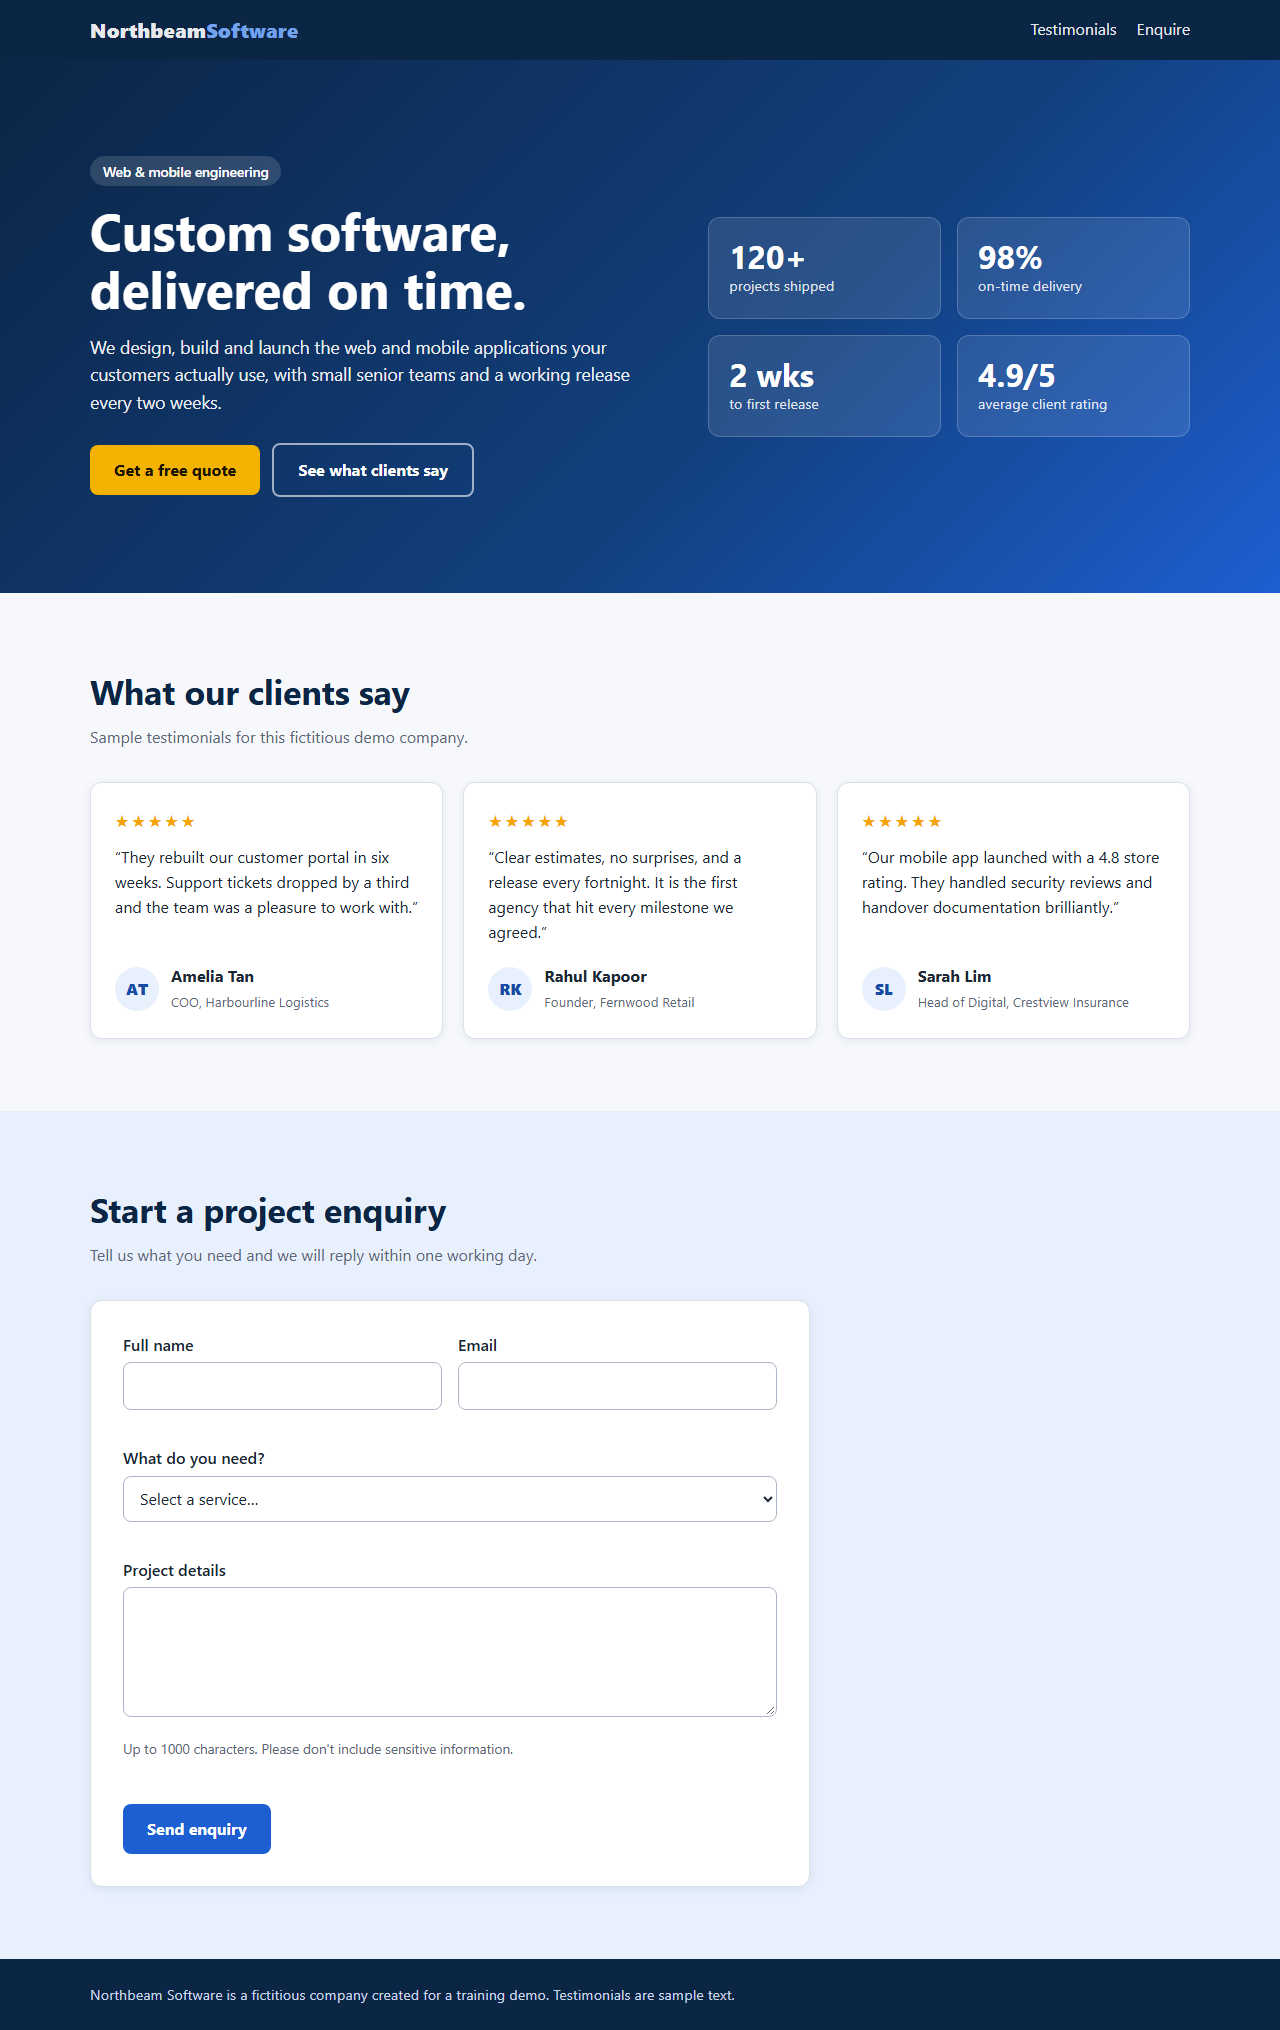 NorthbeamSoftware
Testimonials
Enquire
Web & mobile engineering
Custom software,
delivered on time.
We design, build and launch the web and mobile applications your
customers actually use, with small senior teams and a working release
every two weeks.
Get a free quote
See what clients say
120+
projects shipped
98%
on-time delivery
2 wks
to first release
4.9/5
average client rating
What our clients say
Sample testimonials for this fictitious demo company.
★★★★★
“They rebuilt our customer portal in six
weeks. Support tickets dropped by a third
and the team was a pleasure to work with.”
AT
Amelia Tan
COO, Harbourline Logistics
★★★★★
“Clear estimates, no surprises, and a
release every fortnight. It is the first
agency that hit every milestone we
agreed.”
RK
Rahul Kapoor
Founder, Fernwood Retail
★★★★★
“Our mobile app launched with a 4.8 store
rating. They handled security reviews and
handover documentation brilliantly.”
SL
Sarah Lim
Head of Digital, Crestview Insurance
Start a project enquiry
Tell us what you need and we will reply within one working day.
Full name
Email
What do you need?
Select a service...
Project details
Up to 1000 characters. Please don't include sensitive information.
Send enquiry
Northbeam Software is a fictitious company created for a training demo. Testimonials are sample text.